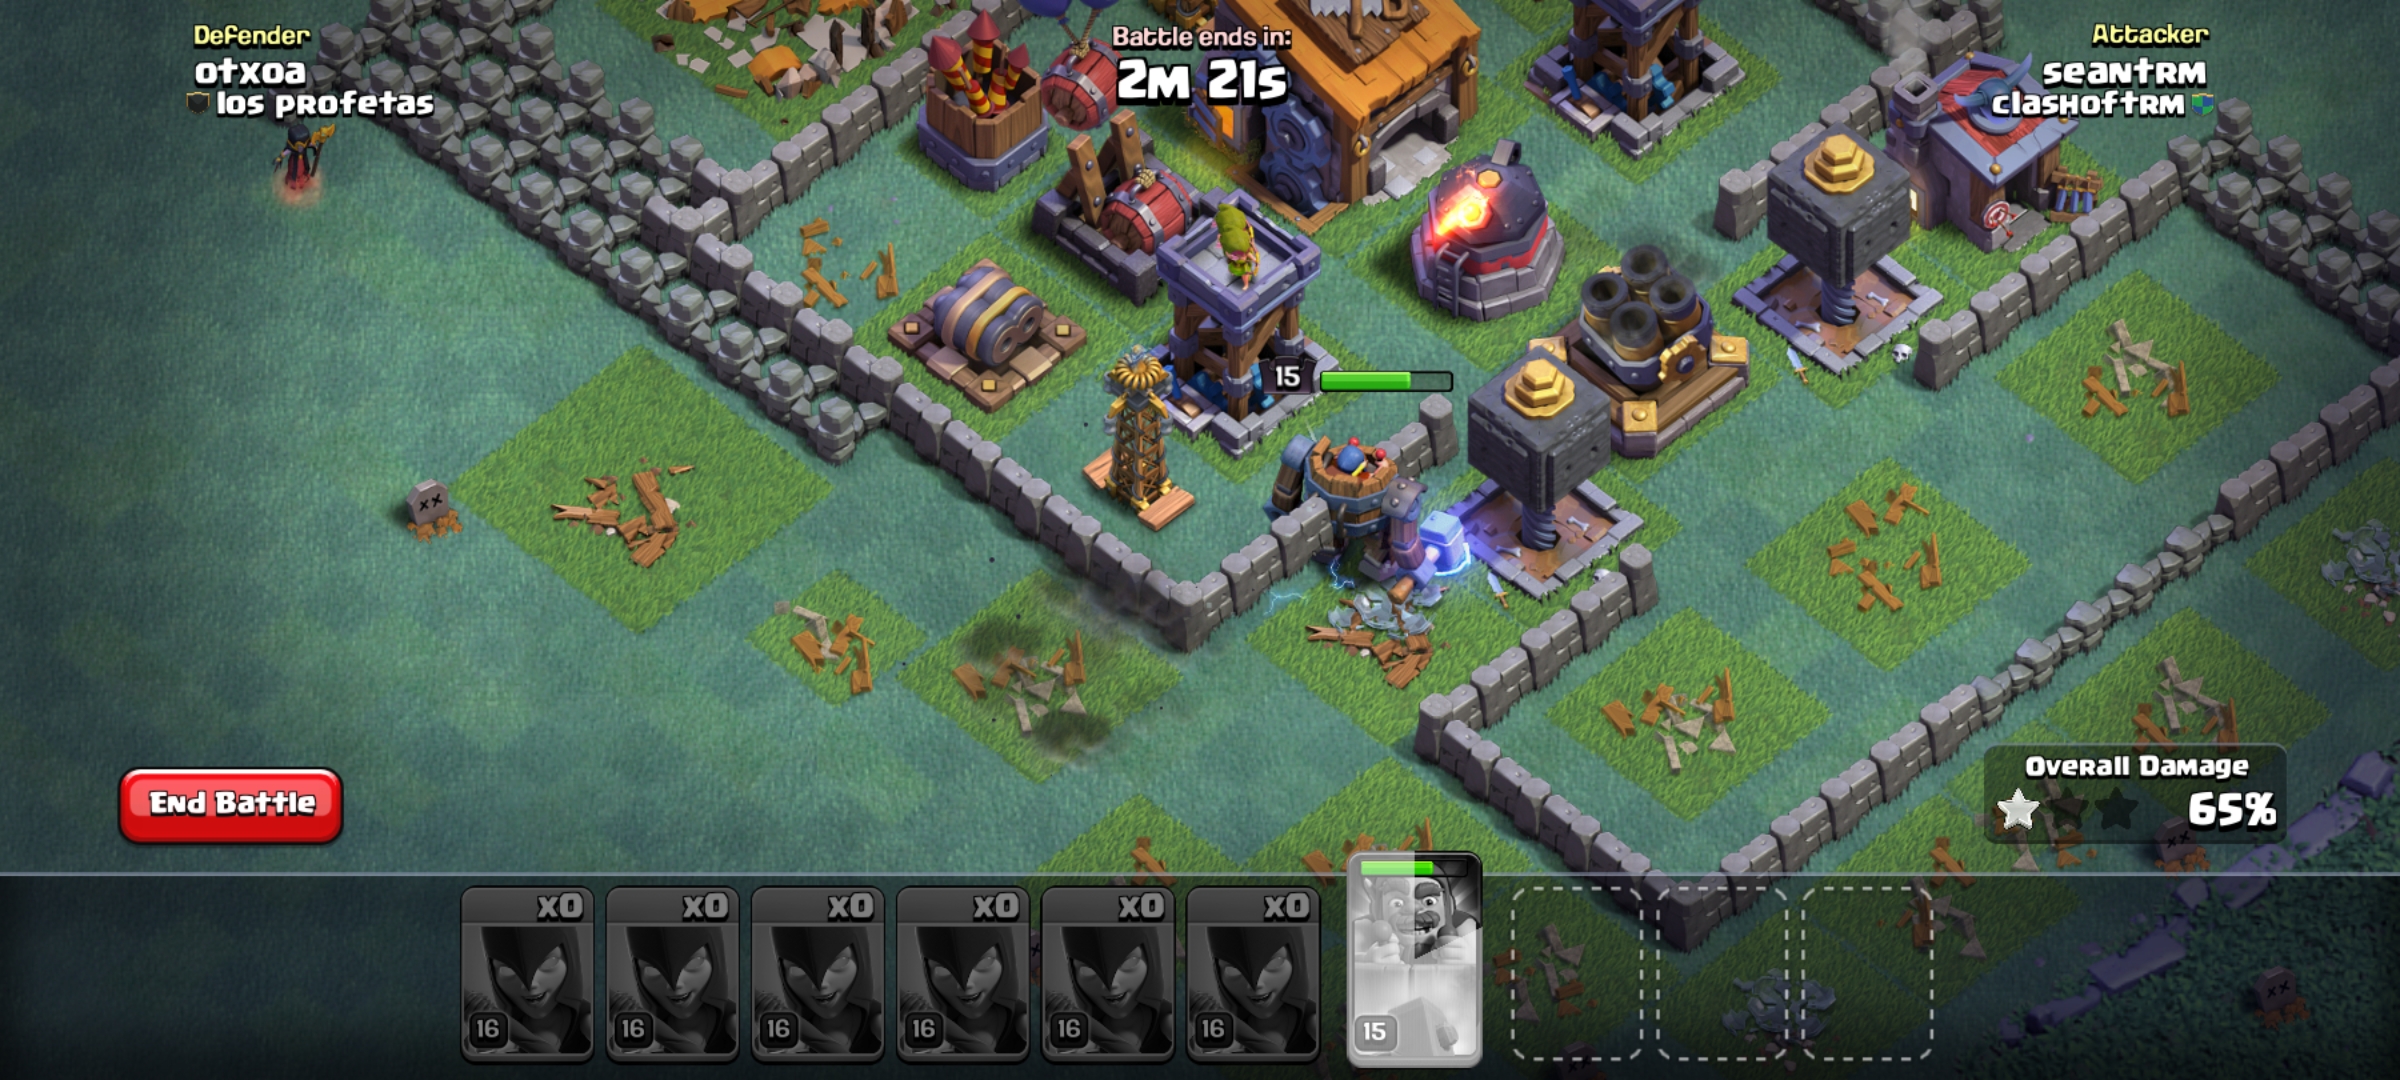 Defender
otxoa
los profetas
Battle ends in:
2M 21s
Attacker
seantRM
clashoftRM
15
End Battle
Overall Damage
65%
x0 x0 x0 x0 x0 x0
16 16 16 16 16 16 15